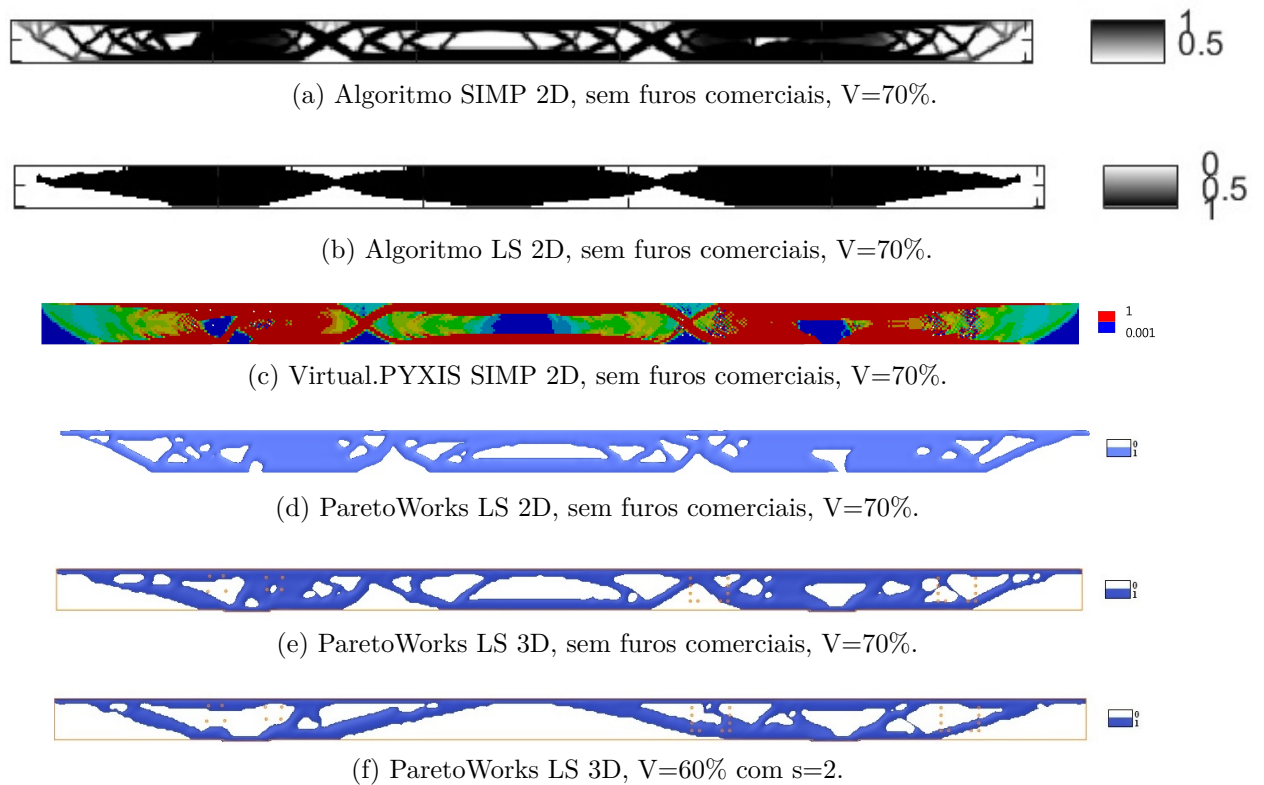 1
0.5
(a) Algoritmo SIMP 2D, sem furos comerciais, V=70%.
0
0.5
1
(b) Algoritmo LS 2D, sem furos comerciais, V=70%.
1
0.001
(c) Virtual.PYXIS SIMP 2D, sem furos comerciais, V=70%.
0
1
(d) ParetoWorks LS 2D, sem furos comerciais, V=70%.
0
1
(e) ParetoWorks LS 3D, sem furos comerciais, V=70%.
0
1
(f) ParetoWorks LS 3D, V=60% com s=2.